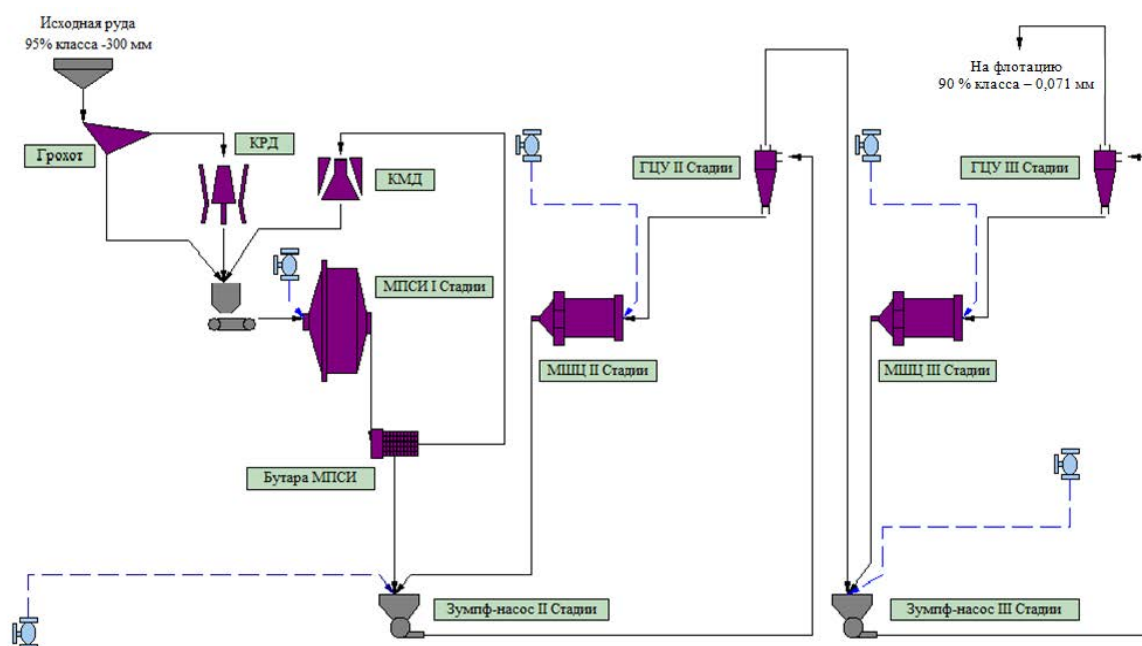 Исходная руда
95% класса -300 мм
На флотацию
90 % класса – 0,071 мм
КРД
Грохот
КМД
ГЦУ II Стадии
ГЦУ III Стадии
МПСИ I Стадии
МШЦ II Стадии
МШЦ III Стадии
Бутара МПСИ
Зумпф-насос II Стадии
Зумпф-насос III Стадии